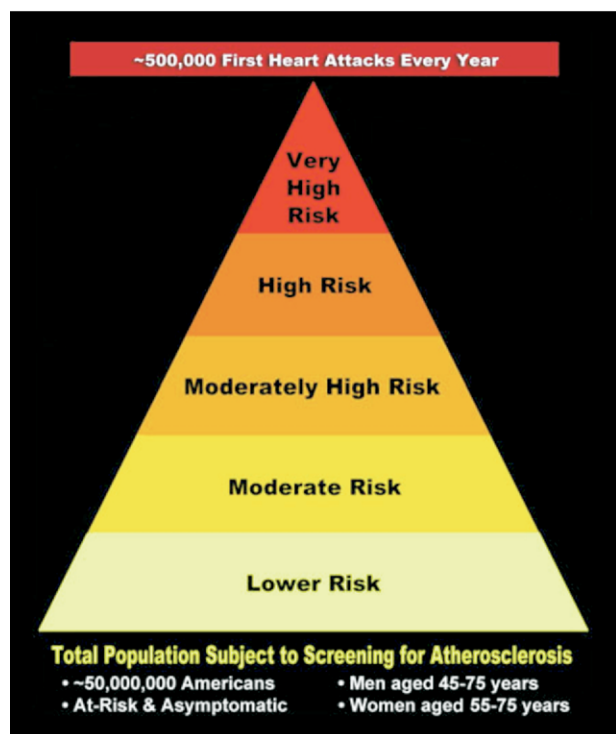 ~500,000 First Heart Attacks Every Year
Very
High
Risk
High Risk
Moderately High Risk
Moderate Risk
Lower Risk
Total Population Subject to Screening for Atherosclerosis
• ~50,000,000 Americans
• At-Risk & Asymptomatic
• Men aged 45-75 years
• Women aged 55-75 years